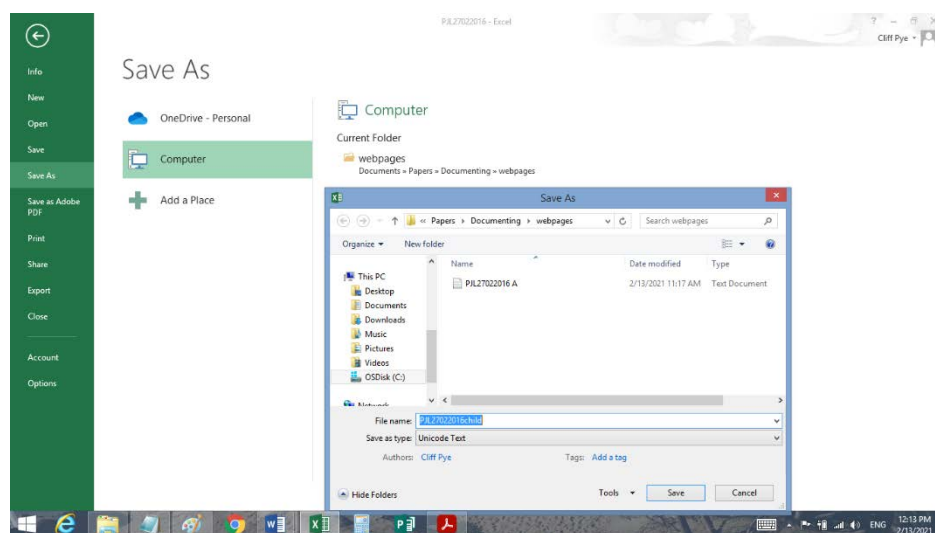 PJL27022016 - Excel
? – 
Cliff Pye
Save As
Info
New
Open
Save
Save As
Save as Adobe
PDF
Print
Share
Export
Close
Account
Options
OneDrive - Personal
Computer
Add a Place
Computer
Current Folder
webpages
Documents » Papers » Documenting » webpages
Save As
« Papers Documenting webpages
Search webpages
Organize New folder
Name Date modified Type
PJL27022016 A 2/13/2021 11:17 AM Text Document
This PC
Desktop
Documents
Downloads
Music
Pictures
Videos
OSDisk (C:)
Network
File name: PJL27022016child
Save as type: Unicode Text
Authors: Cliff Pye Tags: Add a tag
Hide Folders Tools Save Cancel
ENG 12:13 PM
2/13/2021